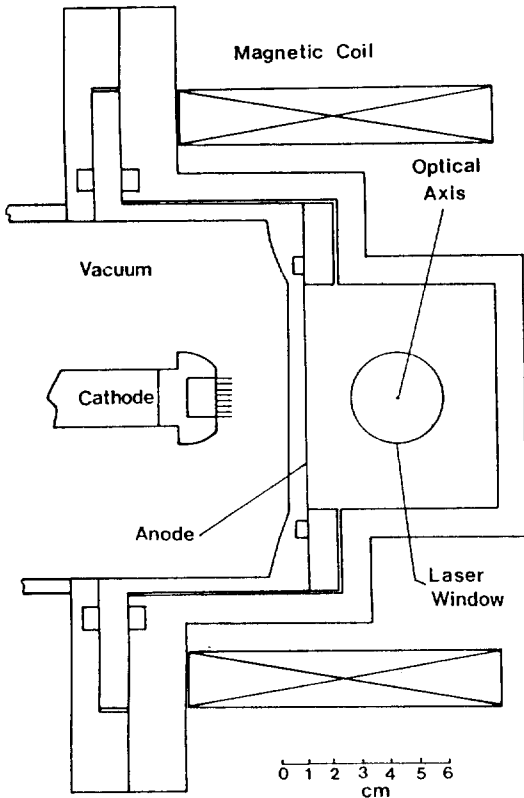 Magnetic Coil
Optical
Axis
Vacuum
Cathode
Anode
Laser
Window
0 1 2 3 4 5 6
cm